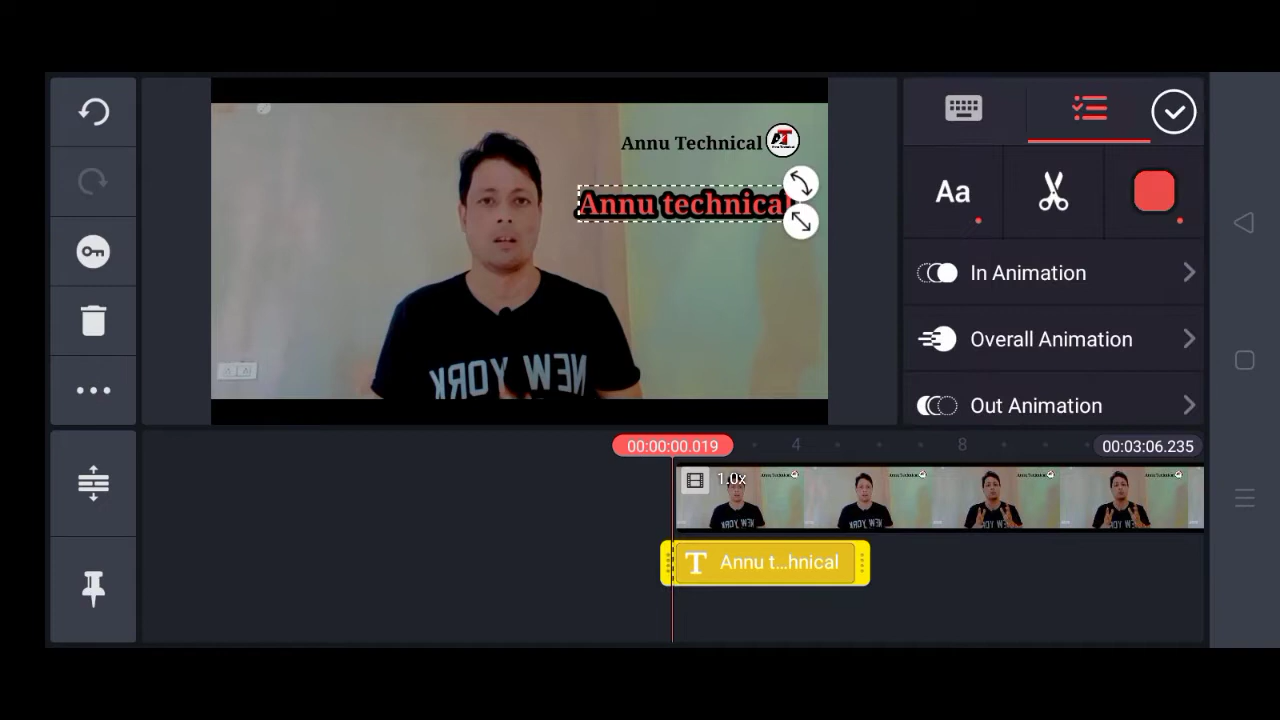 Annu Technical
Annu technical
NEW YORK
Aa
In Animation
Overall Animation
Out Animation
00:00:00.019
4
8
00:03:06.235
1.0x
T Annu t...hnical